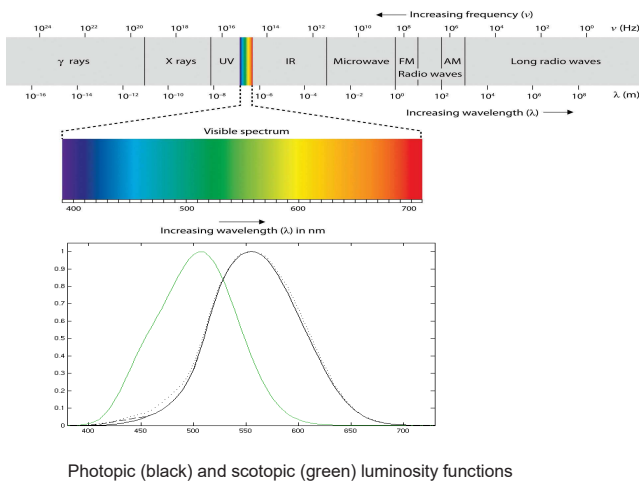 ← Increasing frequency (ν)
10²⁴ 10²² 10²⁰ 10¹⁸ 10¹⁶ 10¹⁴ 10¹² 10¹⁰ 10⁸ 10⁶ 10⁴ 10² 10⁰ ν (Hz)
γ rays X rays UV IR Microwave FM AM Long radio waves
Radio waves
10⁻¹⁶ 10⁻¹⁴ 10⁻¹² 10⁻¹⁰ 10⁻⁸ 10⁻⁶ 10⁻⁴ 10⁻² 10⁰ 10² 10⁴ 10⁶ 10⁸ λ (m)
Increasing wavelength (λ) →
Visible spectrum
400 500 600 700
Increasing wavelength (λ) in nm
1
0.9
0.8
0.7
0.6
0.5
0.4
0.3
0.2
0.1
0
400 450 500 550 600 650 700
Photopic (black) and scotopic (green) luminosity functions